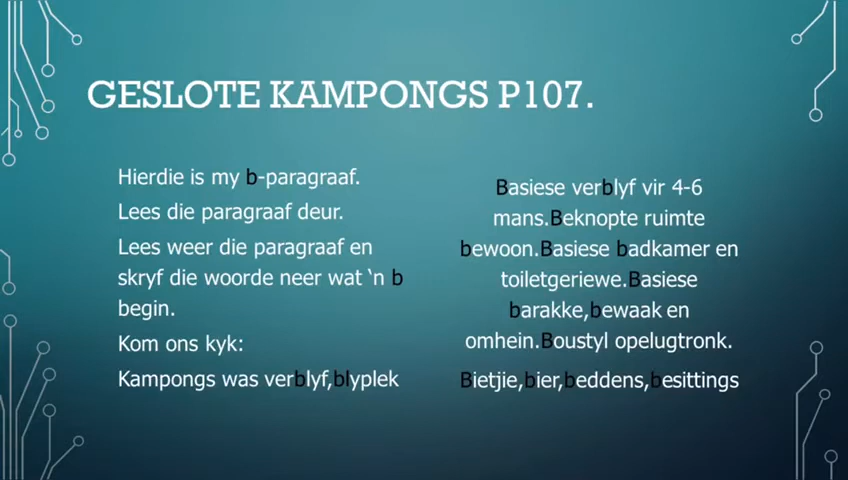 GESLOTE KAMPONGS P107.
Hierdie is my b-paragraaf.
Lees die paragraaf deur.
Lees weer die paragraaf en
skryf die woorde neer wat ‘n b
begin.
Kom ons kyk:
Kampongs was verblyf,blyplek
Basiese verblyf vir 4-6
mans.Beknopte ruimte
bewoon.Basiese badkamer en
toiletgeriewe.Basiese
barakke,bewaak en
omhein.Boustyl opelugtronk.
Bietjie,bier,beddens,besittings